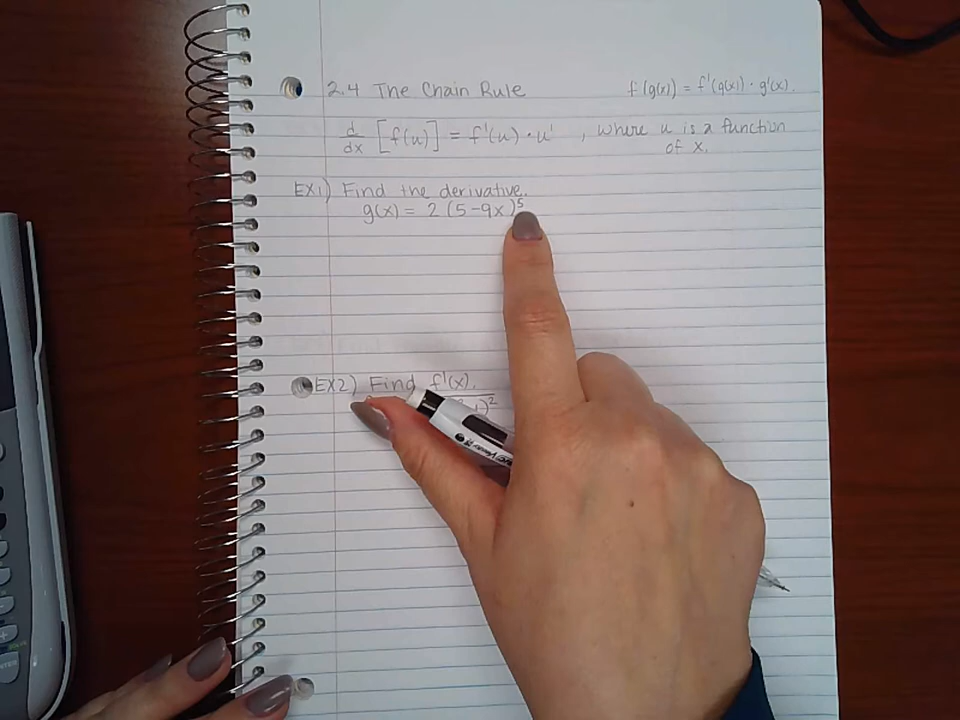 2.4 The Chain Rule
f(g(x)) = f'(g(x)) · g'(x).
d/dx [f(u)] = f'(u) · u' , where u is a function
of x.
EX1) Find the derivative.
g(x) = 2(5-9x)^5
EX2) Find f'(x).
)^2